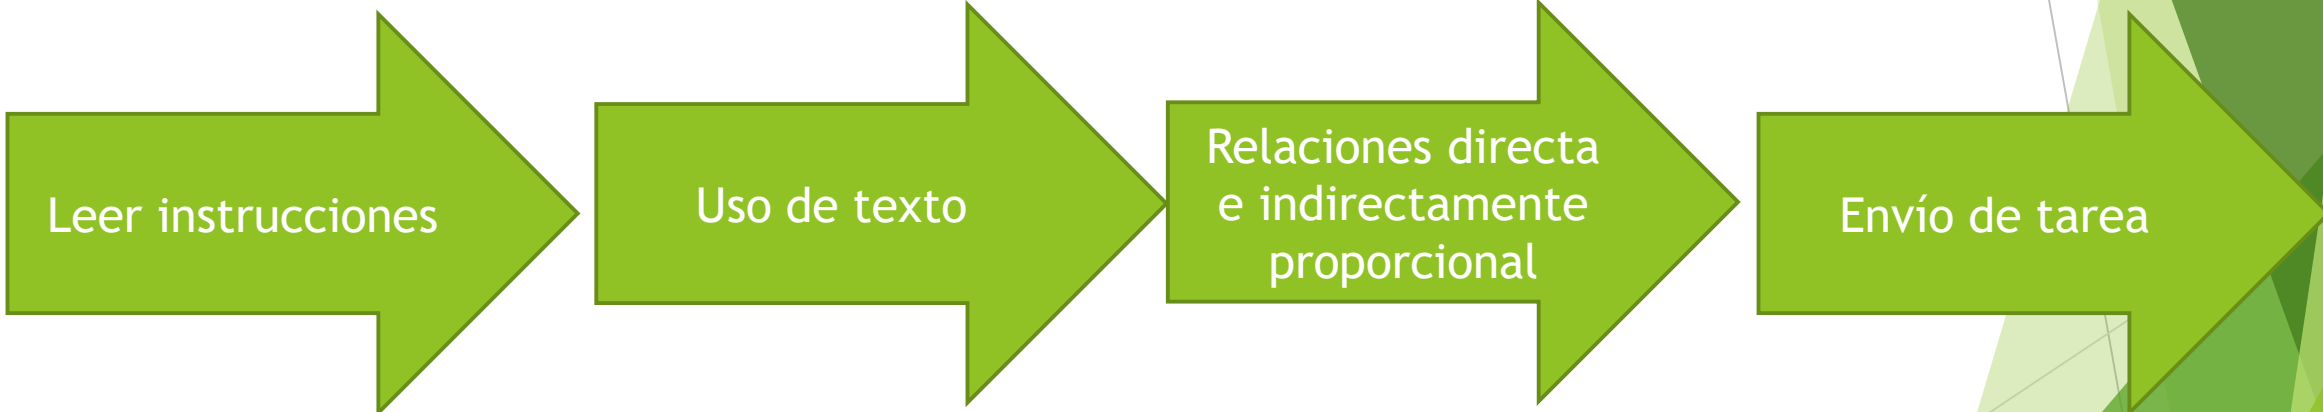 Leer instrucciones
Uso de texto
Relaciones directa
e indirectamente
proporcional
Envío de tarea